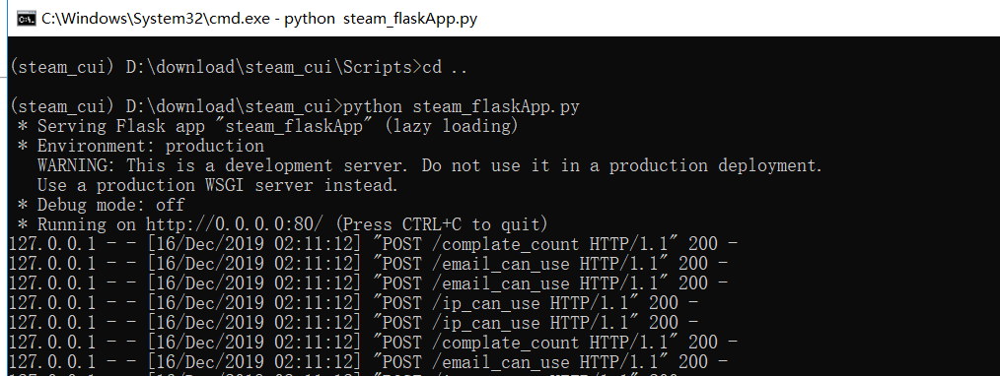 C:\Windows\System32\cmd.exe - python  steam_flaskApp.py
(steam_cui) D:\download\steam_cui\Scripts>cd ..
(steam_cui) D:\download\steam_cui>python steam_flaskApp.py
 * Serving Flask app "steam_flaskApp" (lazy loading)
 * Environment: production
   WARNING: This is a development server. Do not use it in a production deployment.
   Use a production WSGI server instead.
 * Debug mode: off
 * Running on http://0.0.0.0:80/ (Press CTRL+C to quit)
127.0.0.1 - - [16/Dec/2019 02:11:12] "POST /complate_count HTTP/1.1" 200 -
127.0.0.1 - - [16/Dec/2019 02:11:12] "POST /email_can_use HTTP/1.1" 200 -
127.0.0.1 - - [16/Dec/2019 02:11:12] "POST /email_can_use HTTP/1.1" 200 -
127.0.0.1 - - [16/Dec/2019 02:11:12] "POST /ip_can_use HTTP/1.1" 200 -
127.0.0.1 - - [16/Dec/2019 02:11:12] "POST /ip_can_use HTTP/1.1" 200 -
127.0.0.1 - - [16/Dec/2019 02:11:12] "POST /complate_count HTTP/1.1" 200 -
127.0.0.1 - - [16/Dec/2019 02:11:12] "POST /email_can_use HTTP/1.1" 200 -